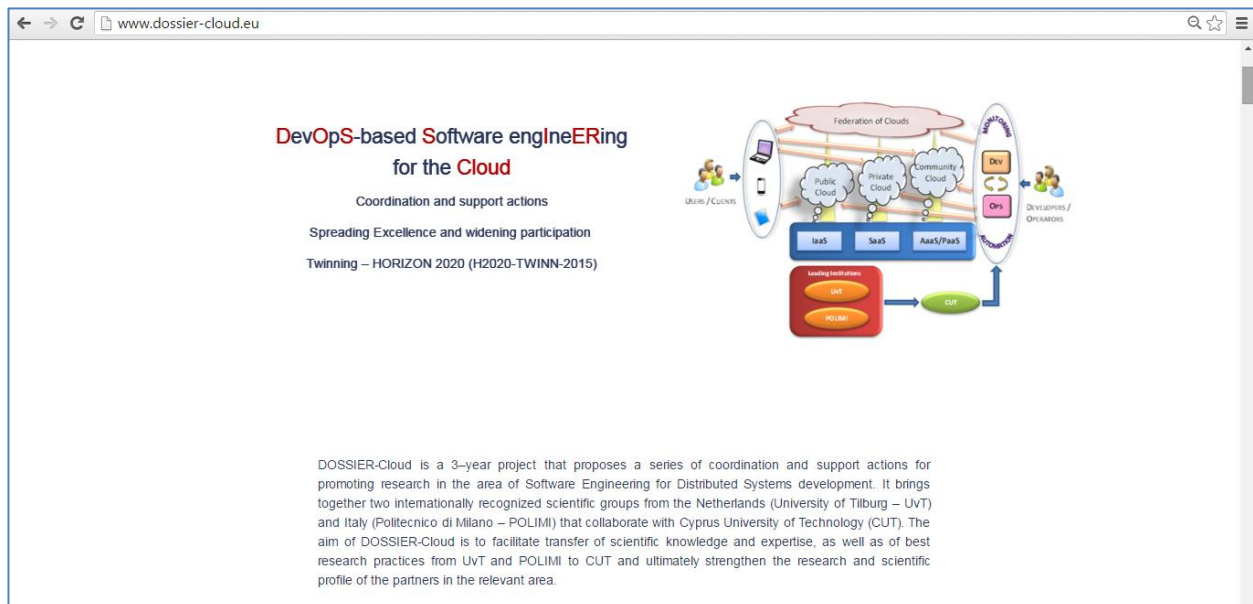 www.dossier-cloud.eu
DevOpS-based Software engIneERing
for the Cloud
Coordination and support actions
Spreading Excellence and widening participation
Twinning – HORIZON 2020 (H2020-TWINN-2015)
Federation of Clouds
MONITORING
Public
Cloud
Private
Cloud
Community
Cloud
DEV
OPS
USERS / CLIENTS
DEVELOPERS /
OPERATORS
IaaS
SaaS
AaaS/PaaS
AUTOMATION
Leading Institutions
UvT
POLIMI
CUT
DOSSIER-Cloud is a 3–year project that proposes a series of coordination and support actions for
promoting research in the area of Software Engineering for Distributed Systems development. It brings
together two internationally recognized scientific groups from the Netherlands (University of Tilburg – UvT)
and Italy (Politecnico di Milano – POLIMI) that collaborate with Cyprus University of Technology (CUT). The
aim of DOSSIER-Cloud is to facilitate transfer of scientific knowledge and expertise, as well as of best
research practices from UvT and POLIMI to CUT and ultimately strengthen the research and scientific
profile of the partners in the relevant area.